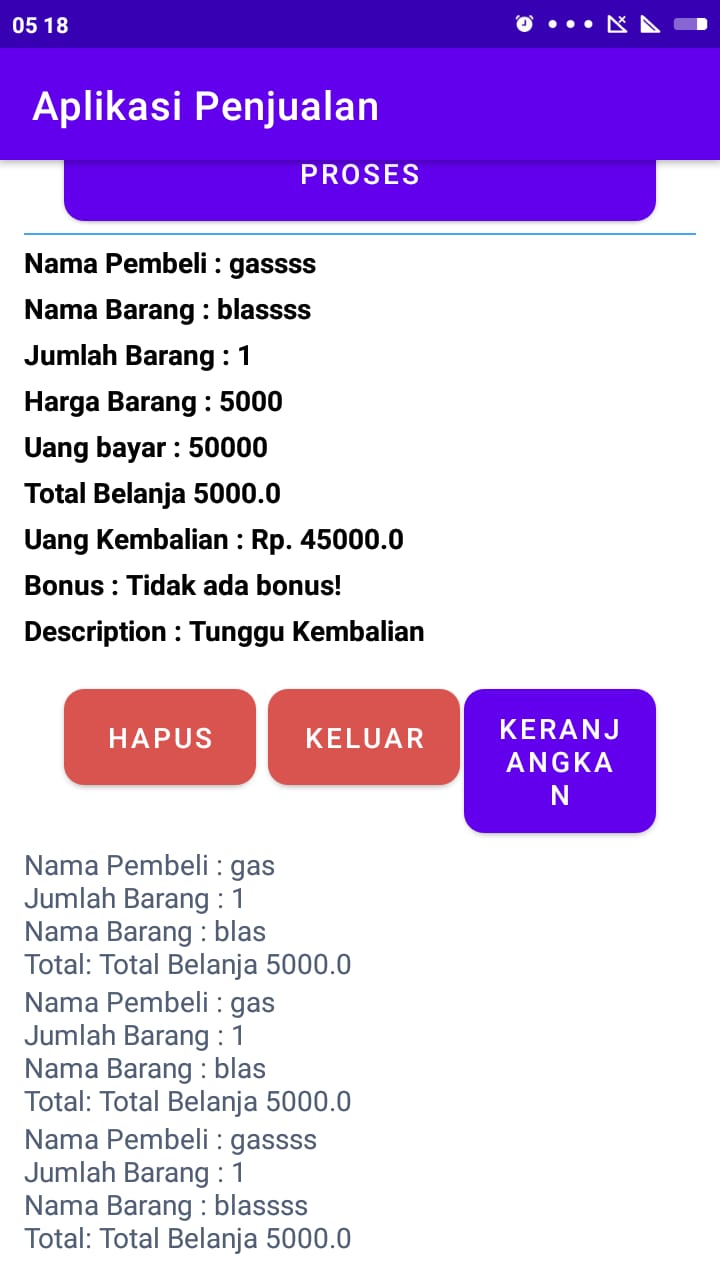 05 18
Aplikasi Penjualan
PROSES
Nama Pembeli : gassss
Nama Barang : blassss
Jumlah Barang : 1
Harga Barang : 5000
Uang bayar : 50000
Total Belanja 5000.0
Uang Kembalian : Rp. 45000.0
Bonus : Tidak ada bonus!
Description : Tunggu Kembalian
HAPUS
KELUAR
KERANJ
ANGKA
N
Nama Pembeli : gas
Jumlah Barang : 1
Nama Barang : blas
Total: Total Belanja 5000.0
Nama Pembeli : gas
Jumlah Barang : 1
Nama Barang : blas
Total: Total Belanja 5000.0
Nama Pembeli : gassss
Jumlah Barang : 1
Nama Barang : blassss
Total: Total Belanja 5000.0